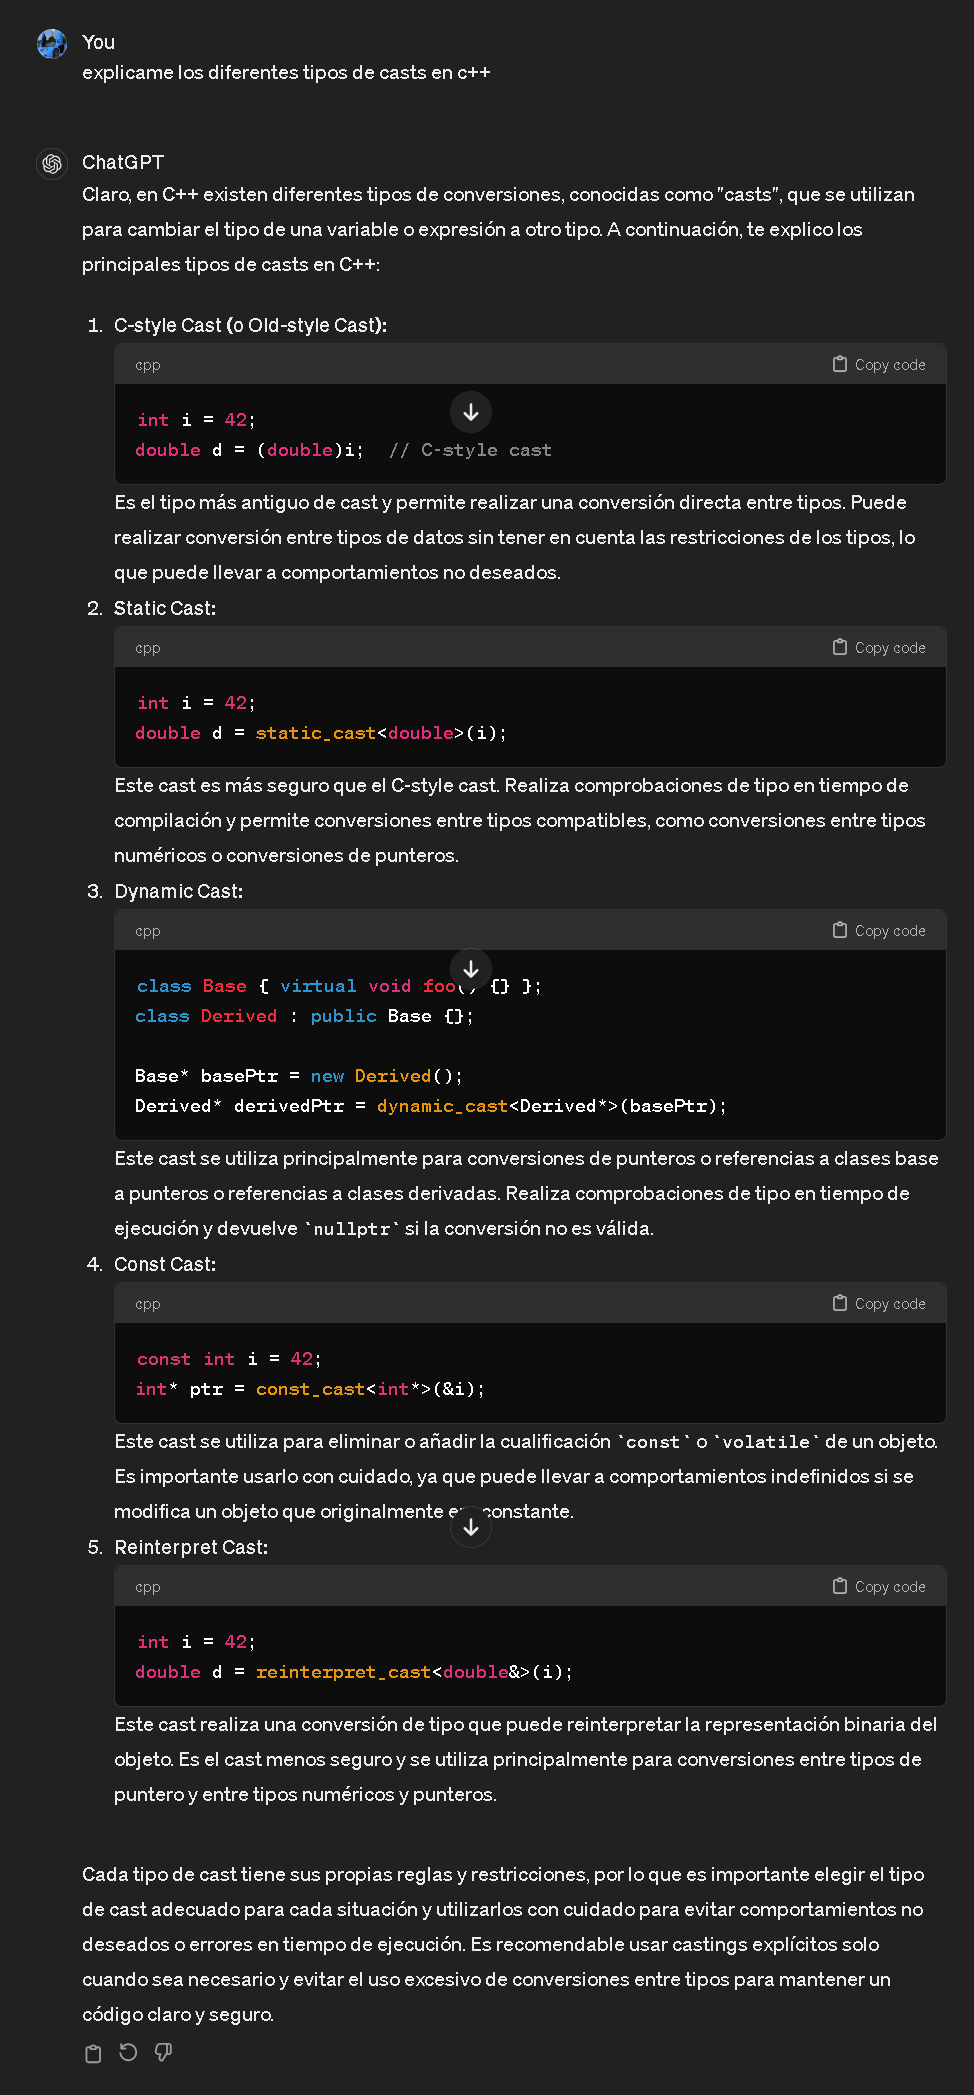 You
explicame los diferentes tipos de casts en c++
ChatGPT
Claro, en C++ existen diferentes tipos de conversiones, conocidas como "casts", que se utilizan
para cambiar el tipo de una variable o expresión a otro tipo. A continuación, te explico los
principales tipos de casts en C++:
1. C-style Cast (o Old-style Cast):
cpp Copy code
int i = 42;
double d = (double)i;  // C-style cast
Es el tipo más antiguo de cast y permite realizar una conversión directa entre tipos. Puede
realizar conversión entre tipos de datos sin tener en cuenta las restricciones de los tipos, lo
que puede llevar a comportamientos no deseados.
2. Static Cast:
cpp Copy code
int i = 42;
double d = static_cast<double>(i);
Este cast es más seguro que el C-style cast. Realiza comprobaciones de tipo en tiempo de
compilación y permite conversiones entre tipos compatibles, como conversiones entre tipos
numéricos o conversiones de punteros.
3. Dynamic Cast:
cpp Copy code
class Base { virtual void foo() {} };
class Derived : public Base {};
Base* basePtr = new Derived();
Derived* derivedPtr = dynamic_cast<Derived*>(basePtr);
Este cast se utiliza principalmente para conversiones de punteros o referencias a clases base
a punteros o referencias a clases derivadas. Realiza comprobaciones de tipo en tiempo de
ejecución y devuelve `nullptr` si la conversión no es válida.
4. Const Cast:
cpp Copy code
const int i = 42;
int* ptr = const_cast<int*>(&i);
Este cast se utiliza para eliminar o añadir la cualificación `const` o `volatile` de un objeto.
Es importante usarlo con cuidado, ya que puede llevar a comportamientos indefinidos si se
modifica un objeto que originalmente constante.
5. Reinterpret Cast:
cpp Copy code
int i = 42;
double d = reinterpret_cast<double&>(i);
Este cast realiza una conversión de tipo que puede reinterpretar la representación binaria del
objeto. Es el cast menos seguro y se utiliza principalmente para conversiones entre tipos de
puntero y entre tipos numéricos y punteros.
Cada tipo de cast tiene sus propias reglas y restricciones, por lo que es importante elegir el tipo
de cast adecuado para cada situación y utilizarlos con cuidado para evitar comportamientos no
deseados o errores en tiempo de ejecución. Es recomendable usar castings explícitos solo
cuando sea necesario y evitar el uso excesivo de conversiones entre tipos para mantener un
código claro y seguro.